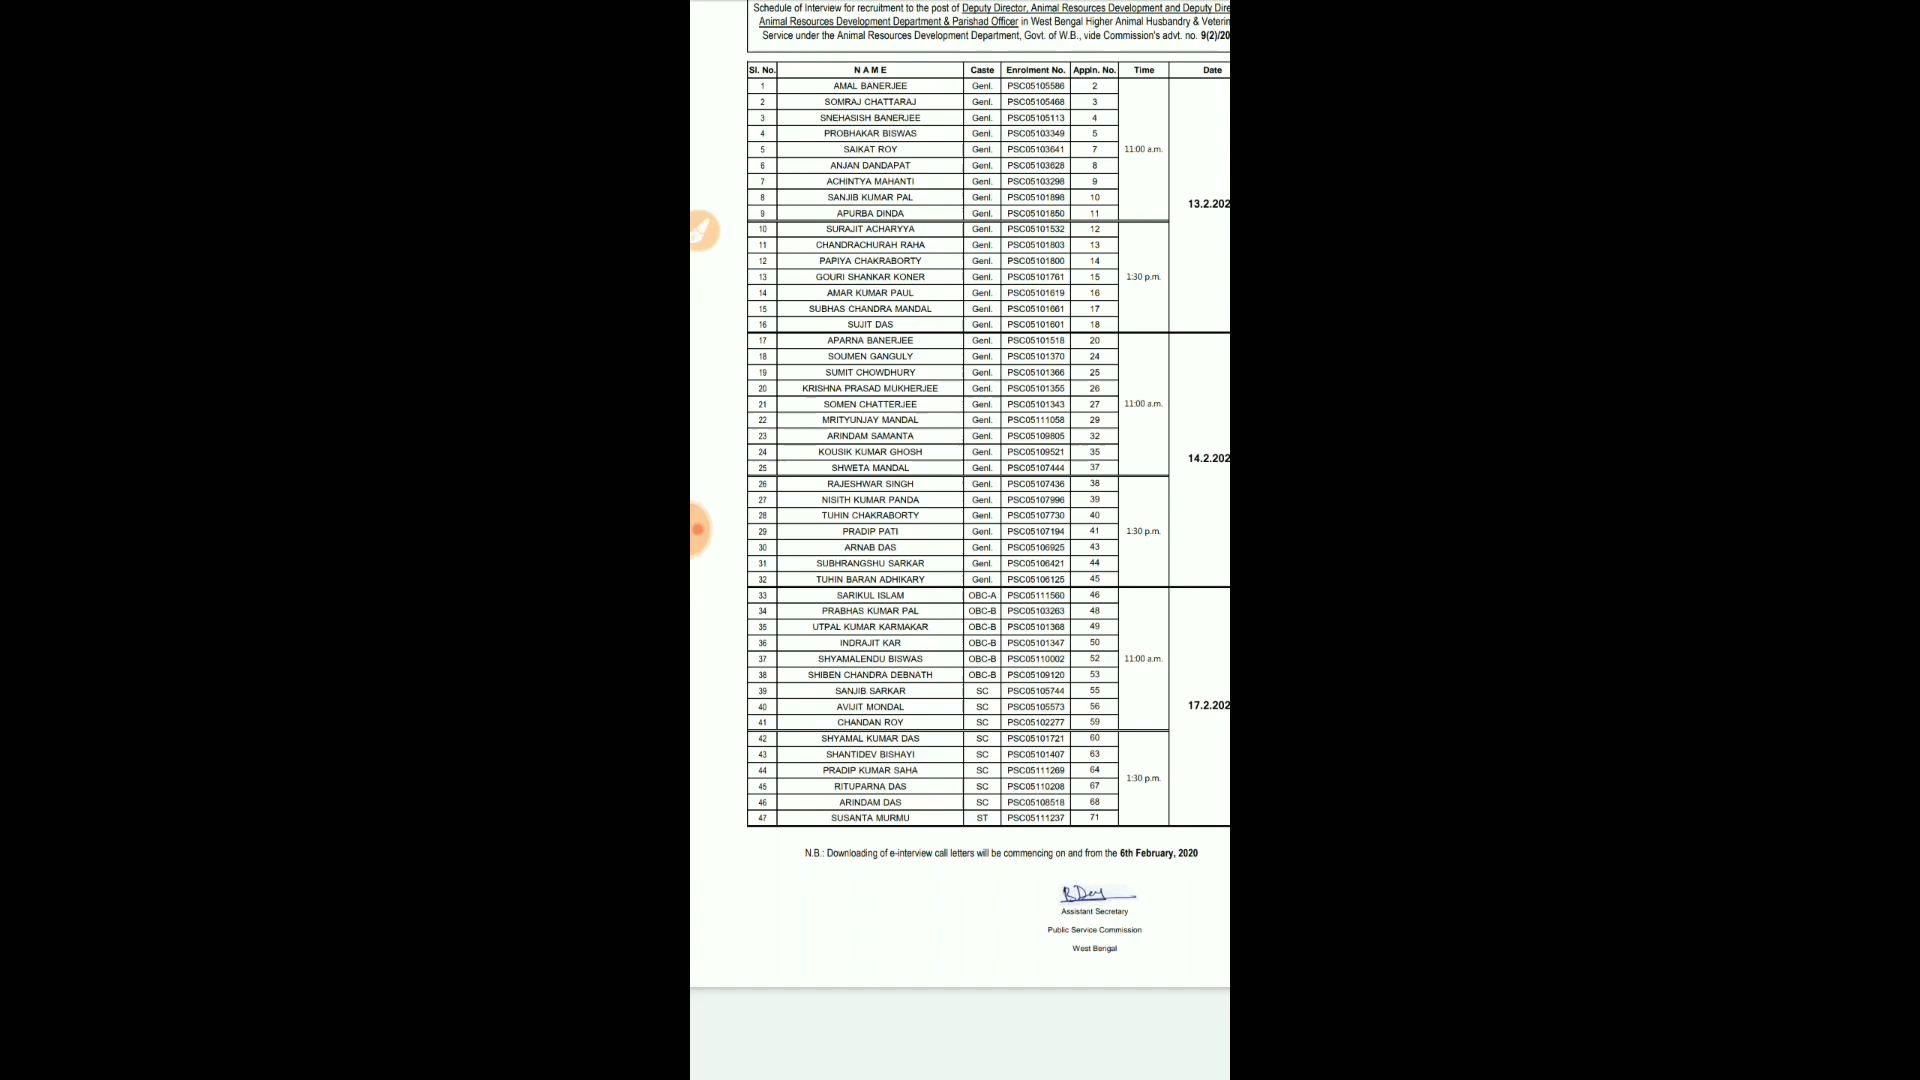 Schedule of Interview for recruitment to the post of Deputy Director, Animal Resources Development and Deputy Dire
Animal Resources Development Department & Parishad Officer in West Bengal Higher Animal Husbandry & Veterin
Service under the Animal Resources Development Department, Govt. of W.B., vide Commission's advt. no. 9(2)/20
Sl. No. N A M E Caste Enrolment No. Appln. No. Time Date
1 AMAL BANERJEE Genl. PSC05105586 2
2 SOMRAJ CHATTARAJ Genl. PSC05105468 3
3 SNEHASISH BANERJEE Genl. PSC05105113 4
4 PROBHAKAR BISWAS Genl. PSC05103349 5
5 SAIKAT ROY Genl. PSC05103641 7 11:00 a.m.
6 ANJAN DANDAPAT Genl. PSC05103628 8
7 ACHINTYA MAHANTI Genl. PSC05103298 9
8 SANJIB KUMAR PAL Genl. PSC05101898 10
13.2.202
9 APURBA DINDA Genl. PSC05101850 11
10 SURAJIT ACHARYYA Genl. PSC05101532 12
11 CHANDRACHURAH RAHA Genl. PSC05101803 13
12 PAPIYA CHAKRABORTY Genl. PSC05101800 14
13 GOURI SHANKAR KONER Genl. PSC05101761 15 1:30 p.m.
14 AMAR KUMAR PAUL Genl. PSC05101619 16
15 SUBHAS CHANDRA MANDAL Genl. PSC05101661 17
16 SUJIT DAS Genl. PSC05101601 18
17 APARNA BANERJEE Genl. PSC05101518 20
18 SOUMEN GANGULY Genl. PSC05101370 24
19 SUMIT CHOWDHURY Genl. PSC05101366 25
20 KRISHNA PRASAD MUKHERJEE Genl. PSC05101355 26
21 SOMEN CHATTERJEE Genl. PSC05101343 27 11:00 a.m.
22 MRITYUNJAY MANDAL Genl. PSC05111058 29
23 ARINDAM SAMANTA Genl. PSC05109805 32
24 KOUSIK KUMAR GHOSH Genl. PSC05109521 35
14.2.202
25 SHWETA MANDAL Genl. PSC05107444 37
26 RAJESHWAR SINGH Genl. PSC05107436 38
27 NISITH KUMAR PANDA Genl. PSC05107996 39
28 TUHIN CHAKRABORTY Genl. PSC05107730 40
29 PRADIP PATI Genl. PSC05107194 41 1:30 p.m.
30 ARNAB DAS Genl. PSC05106925 43
31 SUBHRANGSHU SARKAR Genl. PSC05106421 44
32 TUHIN BARAN ADHIKARY Genl. PSC05106125 45
33 SARIKUL ISLAM OBC-A PSC05111560 46
34 PRABHAS KUMAR PAL OBC-B PSC05103263 48
35 UTPAL KUMAR KARMAKAR OBC-B PSC05101368 49
36 INDRAJIT KAR OBC-B PSC05101347 50
37 SHYAMALENDU BISWAS OBC-B PSC05110002 52 11:00 a.m.
38 SHIBEN CHANDRA DEBNATH OBC-B PSC05109120 53
39 SANJIB SARKAR SC PSC05105744 55
40 AVIJIT MONDAL SC PSC05105573 56 17.2.202
41 CHANDAN ROY SC PSC05102277 59
42 SHYAMAL KUMAR DAS SC PSC05101721 60
43 SHANTIDEV BISHAYI SC PSC05101407 63
44 PRADIP KUMAR SAHA SC PSC05111269 64
1:30 p.m.
45 RITUPARNA DAS SC PSC05110208 67
46 ARINDAM DAS SC PSC05108518 68
47 SUSANTA MURMU ST PSC05111237 71
N.B.: Downloading of e-interview call letters will be commencing on and from the 6th February, 2020
B Dey
Assistant Secretary
Public Service Commission
West Bengal